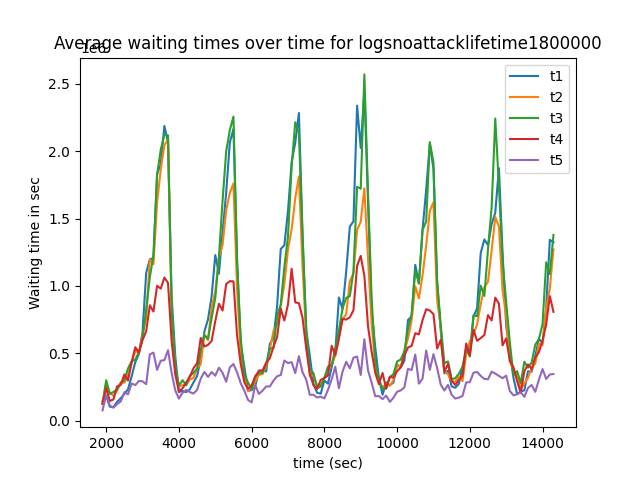 Average waiting times over time for logsnoattacklifetime1800000
1e6
2.5
2.0
1.5
1.0
0.5
0.0
Waiting time in sec
t1
t2
t3
t4
t5
2000 4000 6000 8000 10000 12000 14000
time (sec)